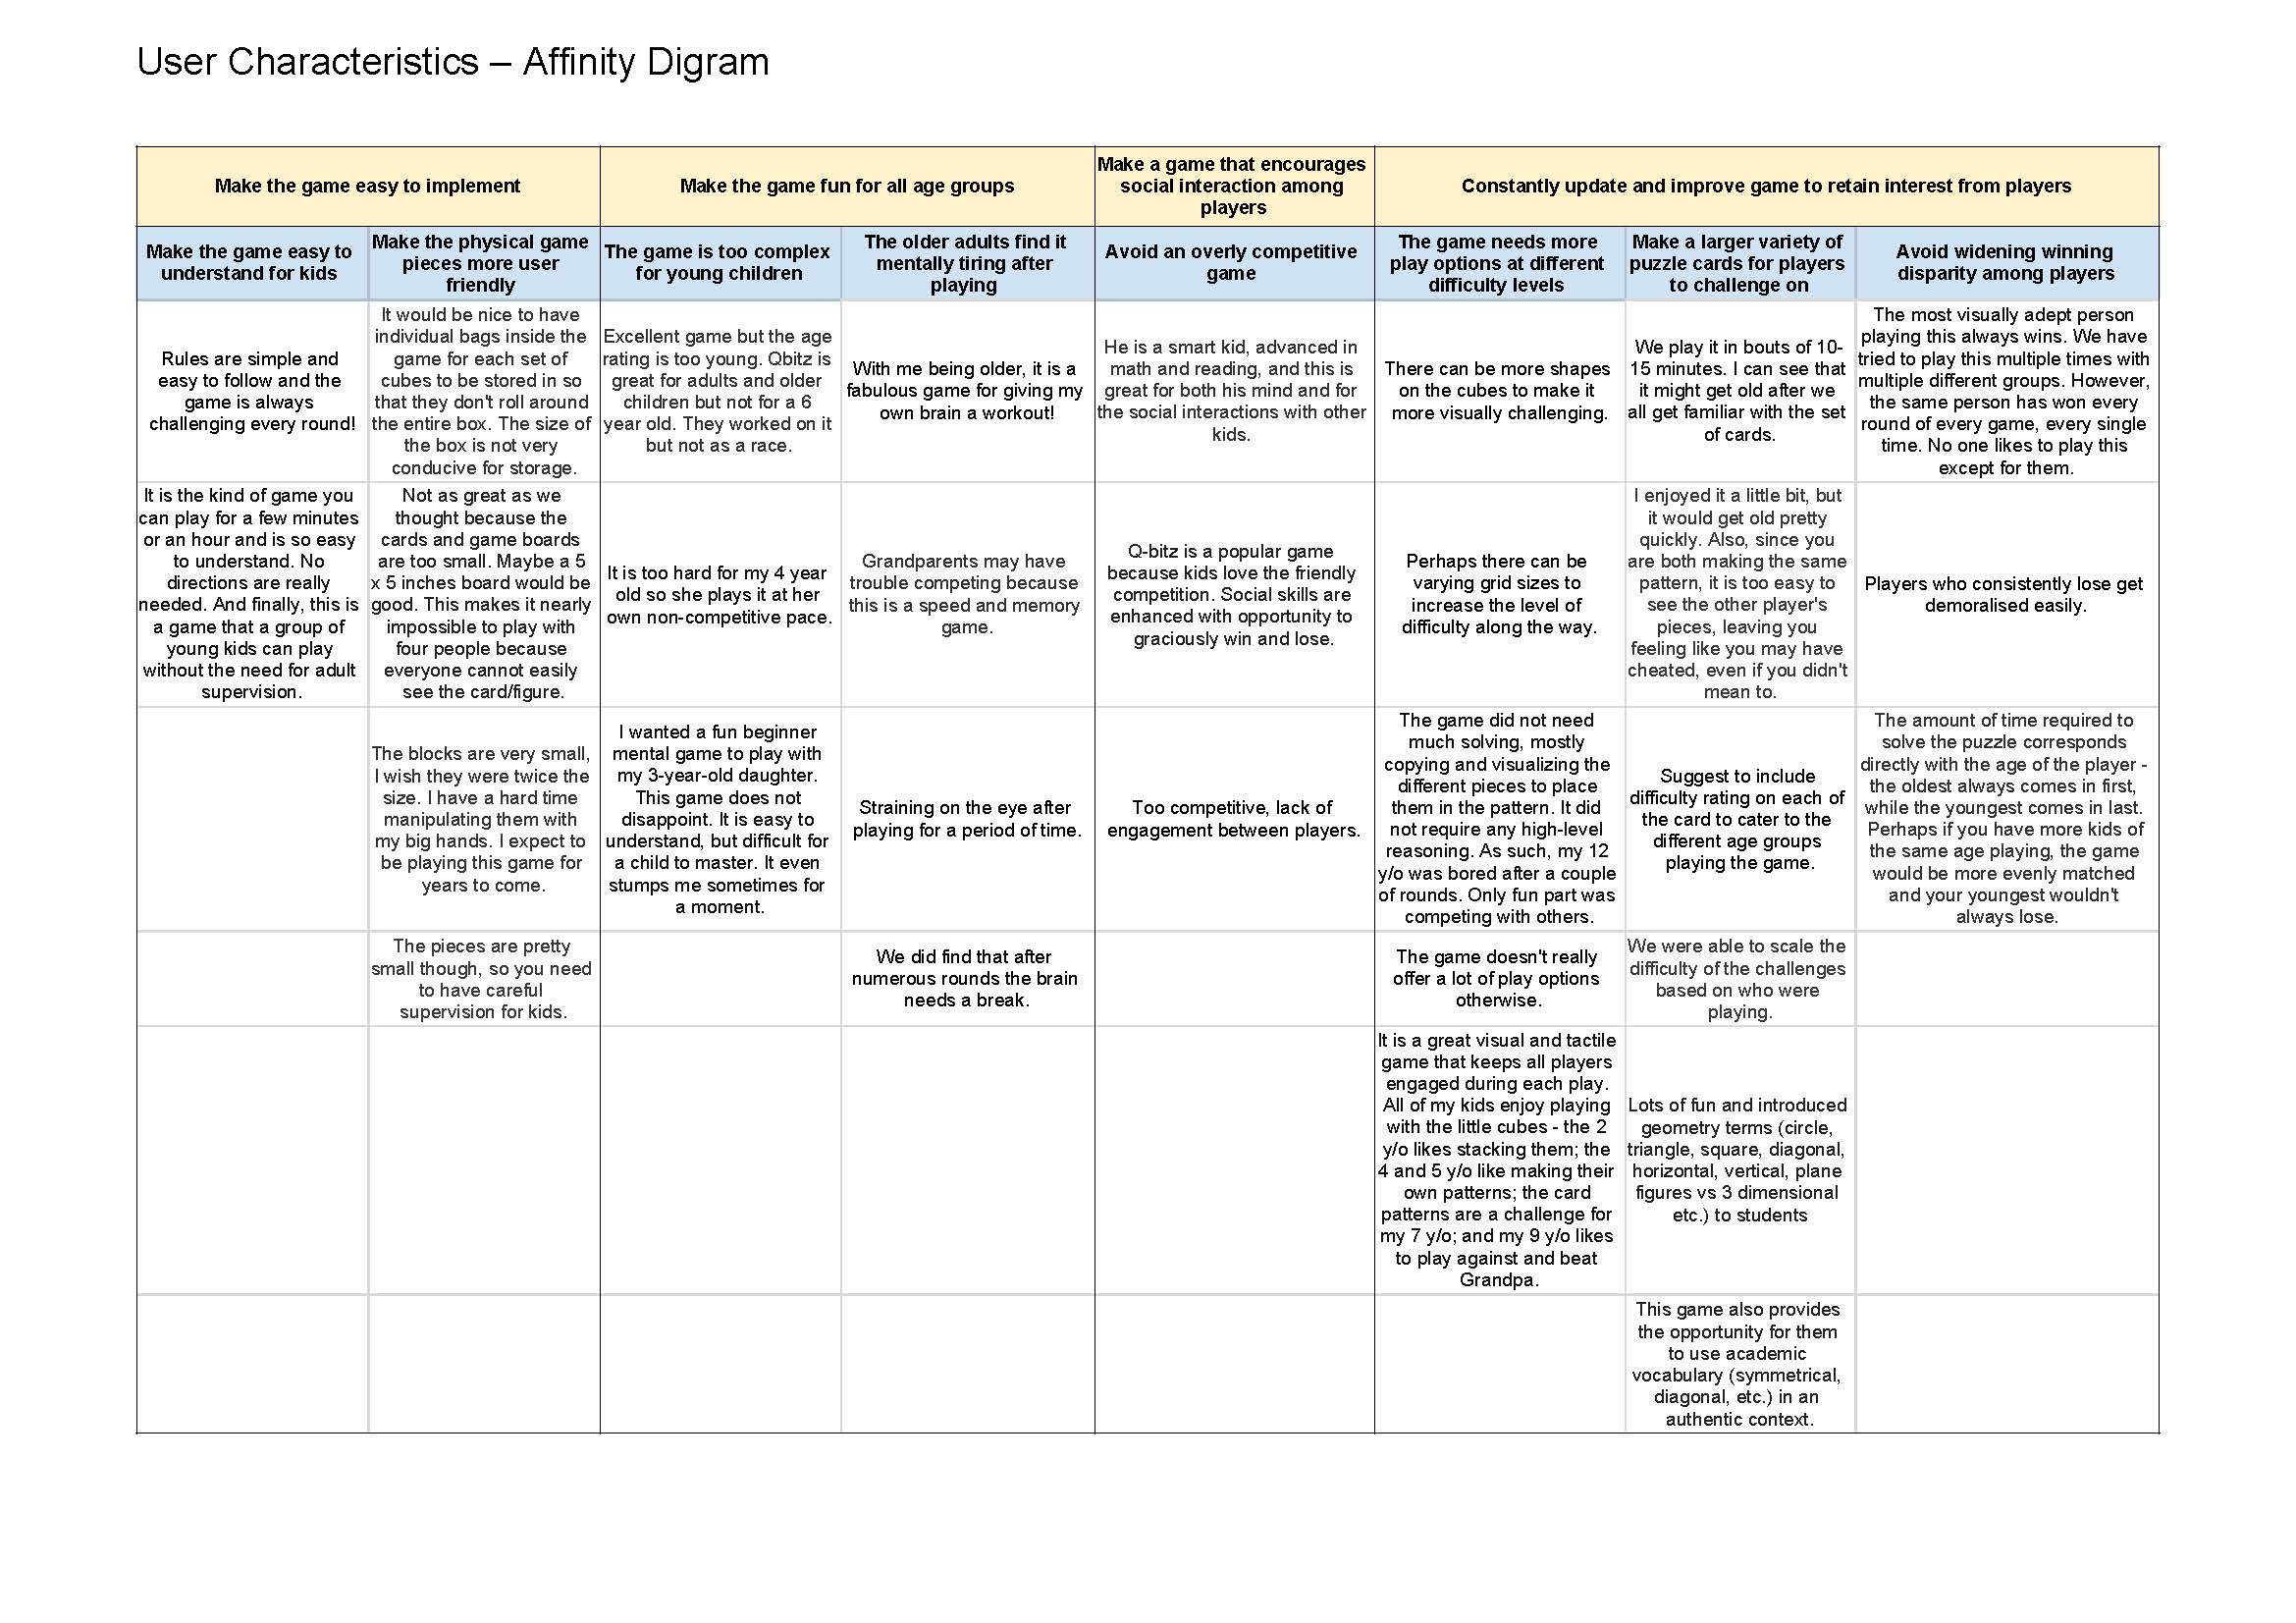 User Characteristics – Affinity Digram
Make the game easy to implement
Make the game fun for all age groups
Make a game that encourages
social interaction among
players
Constantly update and improve game to retain interest from players
Make the game easy to
understand for kids
Make the physical game
pieces more user
friendly
The game is too complex
for young children
The older adults find it
mentally tiring after
playing
Avoid an overly competitive
game
The game needs more
play options at different
difficulty levels
Make a larger variety of
puzzle cards for players
to challenge on
Avoid widening winning
disparity among players
Rules are simple and
easy to follow and the
game is always
challenging every round!
It would be nice to have
individual bags inside the
game for each set of
cubes to be stored in so
that they don't roll around
the entire box. The size of
the box is not very
conducive for storage.
Excellent game but the age
rating is too young. Qbitz is
great for adults and older
children but not for a 6
year old. They worked on it
but not as a race.
With me being older, it is a
fabulous game for giving my
own brain a workout!
He is a smart kid, advanced in
math and reading, and this is
great for both his mind and for
the social interactions with other
kids.
There can be more shapes
on the cubes to make it
more visually challenging.
We play it in bouts of 10-
15 minutes. I can see that
it might get old after we
all get familiar with the set
of cards.
The most visually adept person
playing this always wins. We have
tried to play this multiple times with
multiple different groups. However,
the same person has won every
round of every game, every single
time. No one likes to play this
except for them.
It is the kind of game you
can play for a few minutes
or an hour and is so easy
to understand. No
directions are really
needed. And finally, this is
a game that a group of
young kids can play
without the need for adult
supervision.
Not as great as we
thought because the
cards and game boards
are too small. Maybe a 5
x 5 inches board would be
good. This makes it nearly
impossible to play with
four people because
everyone cannot easily
see the card/figure.
It is too hard for my 4 year
old so she plays it at her
own non-competitive pace.
Grandparents may have
trouble competing because
this is a speed and memory
game.
Q-bitz is a popular game
because kids love the friendly
competition. Social skills are
enhanced with opportunity to
graciously win and lose.
Perhaps there can be
varying grid sizes to
increase the level of
difficulty along the way.
I enjoyed it a little bit, but
it would get old pretty
quickly. Also, since you
are both making the same
pattern, it is too easy to
see the other player's
pieces, leaving you
feeling like you may have
cheated, even if you didn't
mean to.
Players who consistently lose get
demoralised easily.
The blocks are very small,
I wish they were twice the
size. I have a hard time
manipulating them with
my big hands. I expect to
be playing this game for
years to come.
I wanted a fun beginner
mental game to play with
my 3-year-old daughter.
This game does not
disappoint. It is easy to
understand, but difficult for
a child to master. It even
stumps me sometimes for
a moment.
Straining on the eye after
playing for a period of time.
Too competitive, lack of
engagement between players.
The game did not need
much solving, mostly
copying and visualizing the
different pieces to place
them in the pattern. It did
not require any high-level
reasoning. As such, my 12
y/o was bored after a couple
of rounds. Only fun part was
competing with others.
Suggest to include
difficulty rating on each of
the card to cater to the
different age groups
playing the game.
The amount of time required to
solve the puzzle corresponds
directly with the age of the player -
the oldest always comes in first,
while the youngest comes in last.
Perhaps if you have more kids of
the same age playing, the game
would be more evenly matched
and your youngest wouldn't
always lose.
The pieces are pretty
small though, so you need
to have careful
supervision for kids.
We did find that after
numerous rounds the brain
needs a break.
The game doesn't really
offer a lot of play options
otherwise.
We were able to scale the
difficulty of the challenges
based on who were
playing.
It is a great visual and tactile
game that keeps all players
engaged during each play.
All of my kids enjoy playing
with the little cubes - the 2
y/o likes stacking them; the
4 and 5 y/o like making their
own patterns; the card
patterns are a challenge for
my 7 y/o; and my 9 y/o likes
to play against and beat
Grandpa.
Lots of fun and introduced
geometry terms (circle,
triangle, square, diagonal,
horizontal, vertical, plane
figures vs 3 dimensional
etc.) to students
This game also provides
the opportunity for them
to use academic
vocabulary (symmetrical,
diagonal, etc.) in an
authentic context.